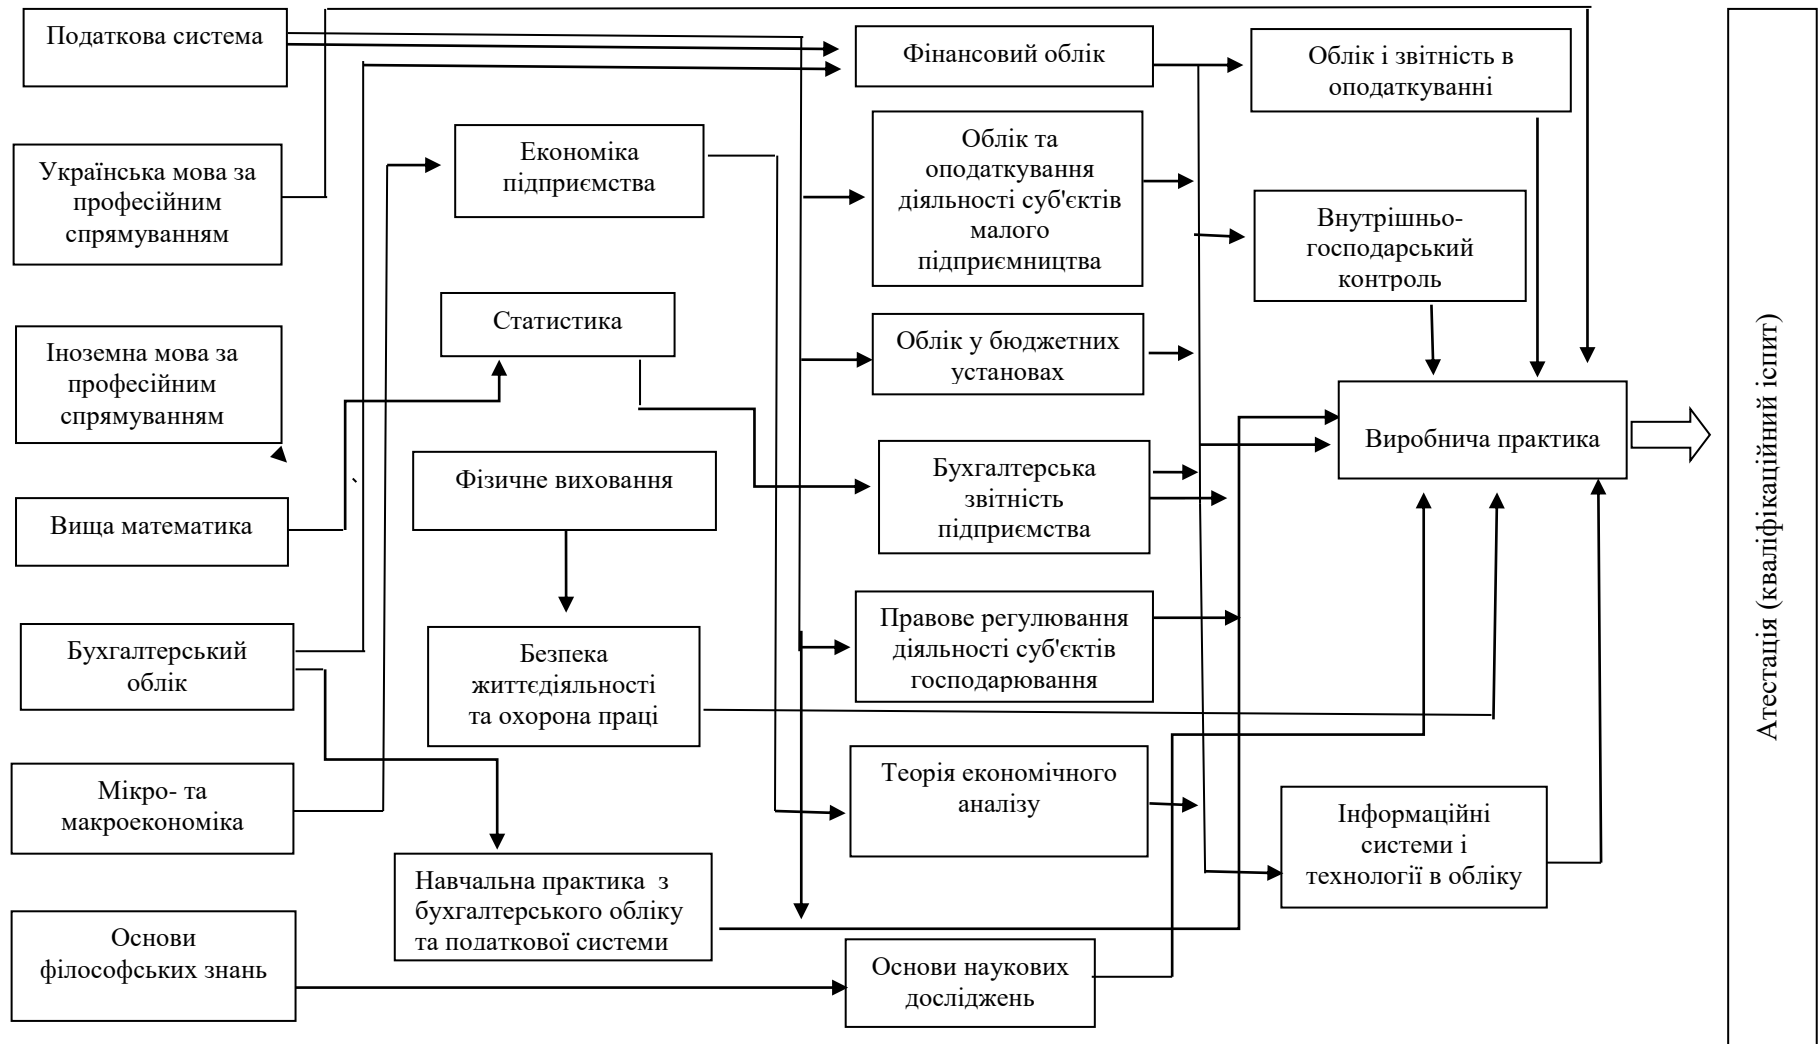 Податкова система
Українська мова за
професійним
спрямуванням
Іноземна мова за
професійним
спрямуванням
Вища математика
Бухгалтерський
облік
Мікро- та
макроекономіка
Основи
філософських знань
Економіка
підприємства
Статистика
Фізичне виховання
Безпека
життєдіяльності
та охорона праці
Навчальна практика з
бухгалтерського обліку
та податкової системи
Фінансовий облік
Облік та
оподаткування
діяльності суб'єктів
малого
підприємництва
Облік у бюджетних
установах
Бухгалтерська
звітність
підприємства
Правове регулювання
діяльності суб'єктів
господарювання
Теорія економічного
аналізу
Основи наукових
досліджень
Облік і звітність в
оподаткуванні
Внутрішньо-
господарський
контроль
Виробнича практика
Інформаційні
системи і
технології в обліку
Атестація (кваліфікаційний іспит)